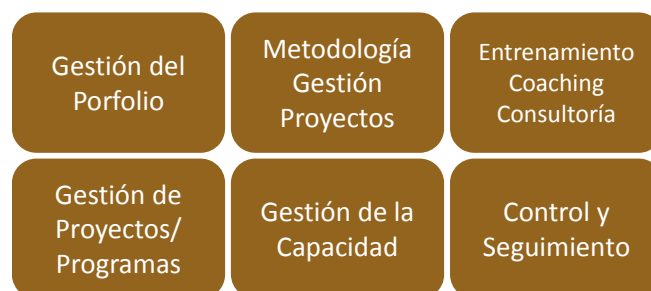 Gestión del
Porfolio
Metodología
Gestión
Proyectos
Entrenamiento
Coaching
Consultoría
Gestión de
Proyectos/
Programas
Gestión de la
Capacidad
Control y
Seguimiento